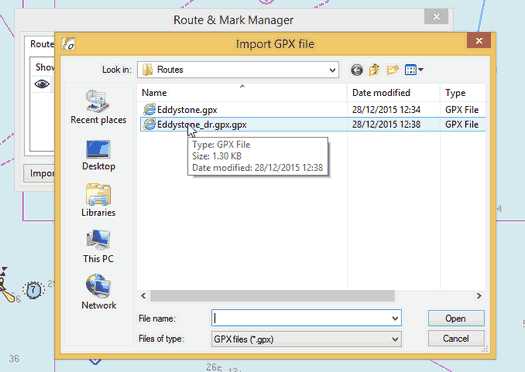 Route & Mark Manager
Import GPX file
Route
Look in:
Routes
Sho
Name
Date modified
Type
Eddystone.gpx
28/12/2015 12:34
GPX File
Eddystone_dr.gpx.gpx
28/12/2015 12:38
GPX File
Type: GPX File
Size: 1.30 KB
Date modified: 28/12/2015 12:38
Recent places
Desktop
Libraries
This PC
Network
Impor
File name:
Open
Files of type:
GPX files (*.gpx)
Cancel
36
26